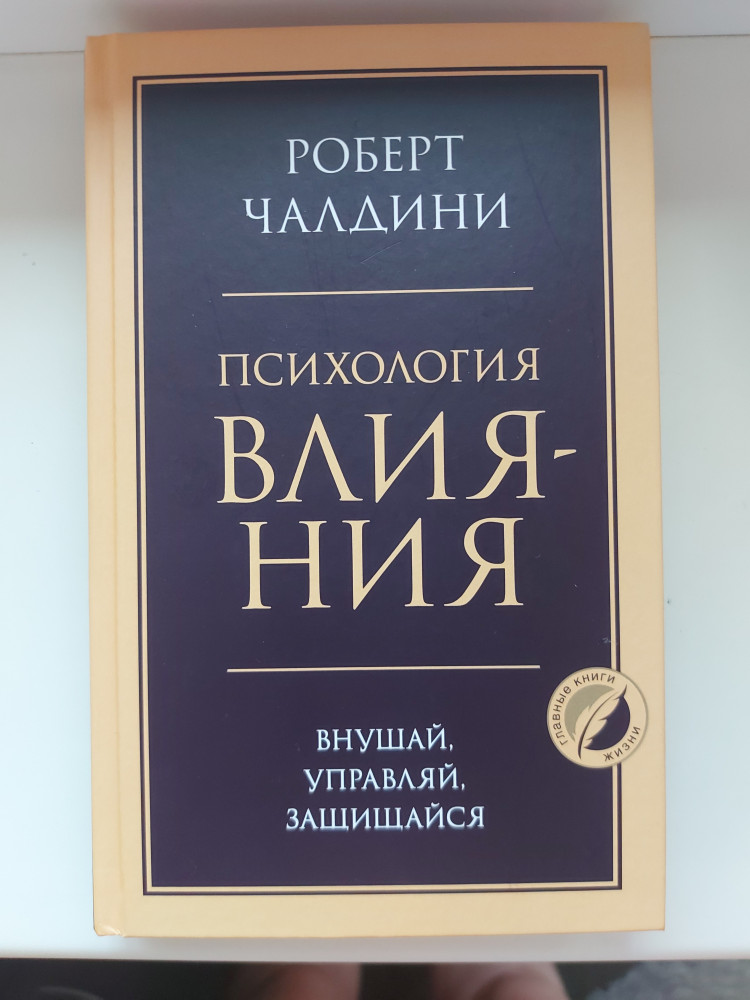 РОБЕРТ
ЧАЛДИНИ
ПСИХОЛОГИЯ
ВЛИЯ-
НИЯ
главные книги
жизни
ВНУШАЙ,
УПРАВЛЯЙ,
ЗАЩИЩАЙСЯ